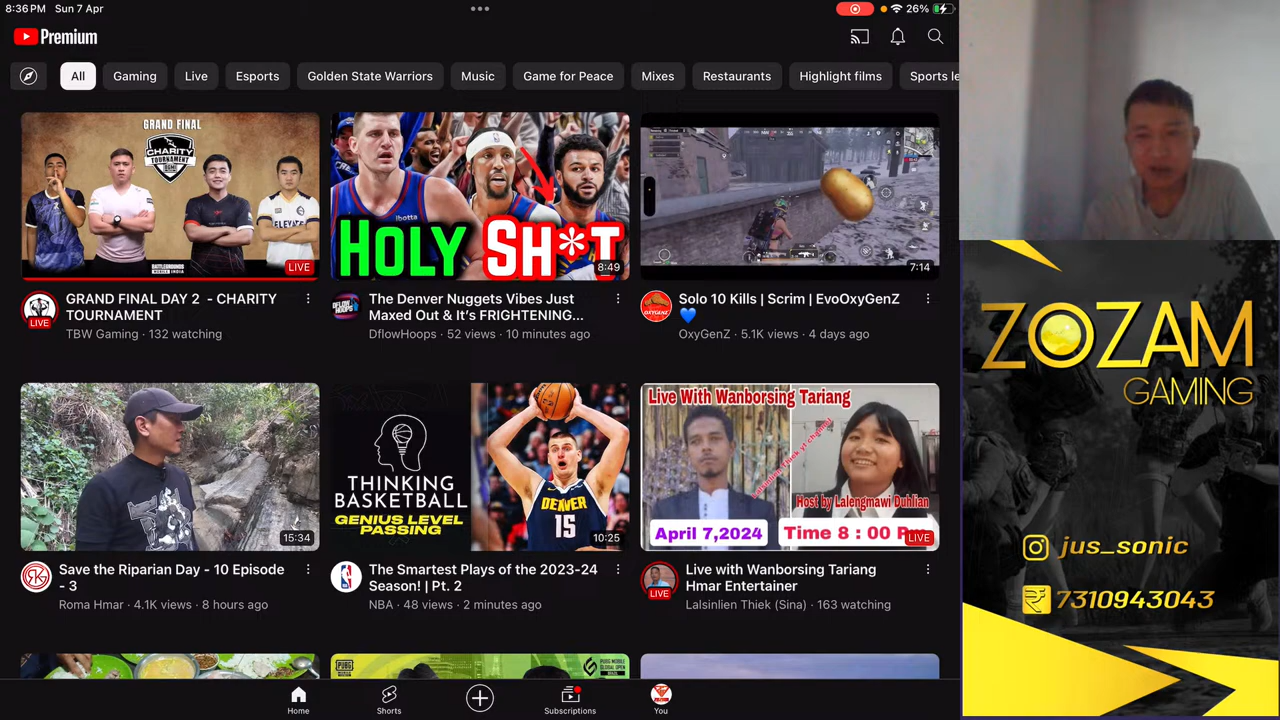 8:36 PM Sun 7 Apr
26%
Premium
All
Gaming
Live
Esports
Golden State Warriors
Music
Game for Peace
Mixes
Restaurants
Highlight films
Sports le
GRAND FINAL
CHARITY
TOURNAMENT
LIVE
LIVE
GRAND FINAL DAY 2 - CHARITY
TOURNAMENT
TBW Gaming · 132 watching
HOLY SH*T
8:49
The Denver Nuggets Vibes Just
Maxed Out & It's FRIGHTENING...
DflowHoops · 52 views · 10 minutes ago
7:14
Solo 10 Kills | Scrim | EvoOxyGenZ
💙
OxyGenZ · 5.1K views · 4 days ago
15:34
Save the Riparian Day - 10 Episode
- 3
Roma Hmar · 4.1K views · 8 hours ago
THINKING
BASKETBALL
GENIUS LEVEL
PASSING
DENVER
15
10:25
The Smartest Plays of the 2023-24
Season! | Pt. 2
NBA · 48 views · 2 minutes ago
Live With Wanborsing Tariang
Host by Lalengmawi Duhlian
April 7,2024
Time 8 : 00 P
LIVE
LIVE
Live with Wanborsing Tariang
Hmar Entertainer
Lalsinlien Thiek (Sina) · 163 watching
Home
Shorts
Subscriptions
You
ZOZAM
GAMING
jus_sonic
₹ 7310943043